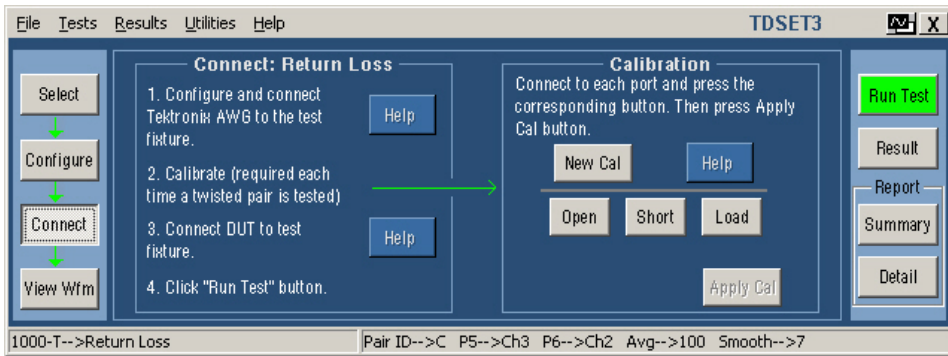 File Tests Results Utilities Help TDSET3 X
Select
Configure
Connect
View Wfm
Connect: Return Loss
1. Configure and connect
Tektronix AWG to the test
fixture.
Help
2. Calibrate (required each
time a twisted pair is tested)
3. Connect DUT to test
fixture.
Help
4. Click "Run Test" button.
Calibration
Connect to each port and press the
corresponding button. Then press Apply
Cal button.
New Cal Help
Open Short Load
Apply Cal
Run Test
Result
Report
Summary
Detail
1000-T-->Return Loss Pair ID-->C P5-->Ch3 P6-->Ch2 Avg-->100 Smooth-->7